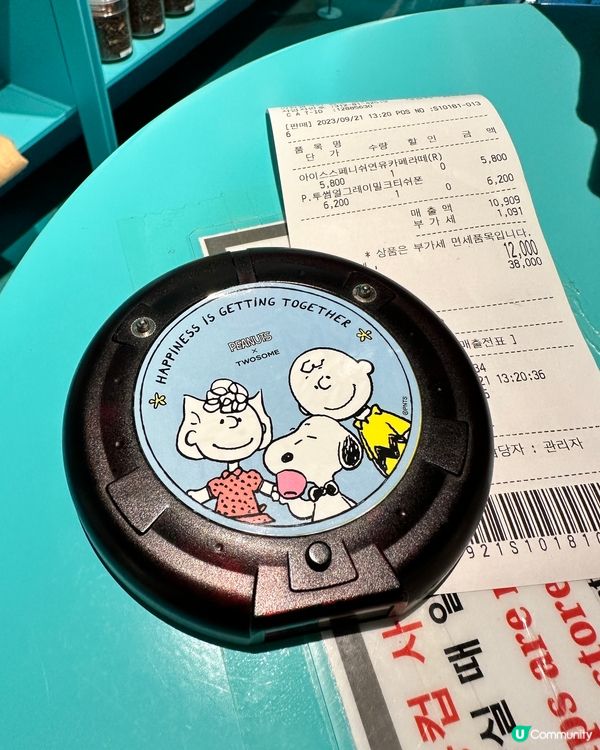 HAPPINESS IS GETTING TOGETHER
PEANUTS
×
TWOSOME
©PNTS
[판매] 2023/09/21 13:20 POS NO :S10181-013
6
품 목 명
단 가 수량 할 인 금 액
아이스스페니쉬연유카페라떼(R)
5,800 1 0 5,800
P.투썸얼그레이밀크티쉬폰
6,200 1 0 6,200
매 출 액 10,909
부 가 세 1,091
* 상품은 부가세 면세품목입니다.
12,000
38,000
매출전표 ]
21 13:20:36
당자 : 관리자
921S10181
U Community